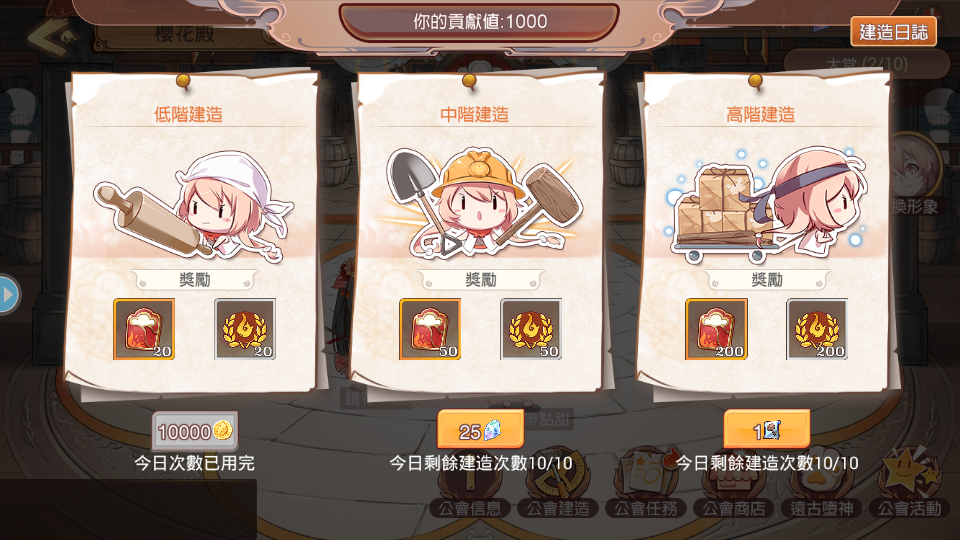 你的貢獻值:1000
建造日誌
櫻花殿
大堂 (2/10)
低階建造
中階建造
高階建造
換形象
獎勵
獎勵
獎勵
20
20
50
50
200
200
10000
25
1
今日次數已用完
今日剩餘建造次數10/10
今日剩餘建造次數10/10
帶點甜
公會信息
公會建造
公會任務
公會商店
遠古墮神
公會活動